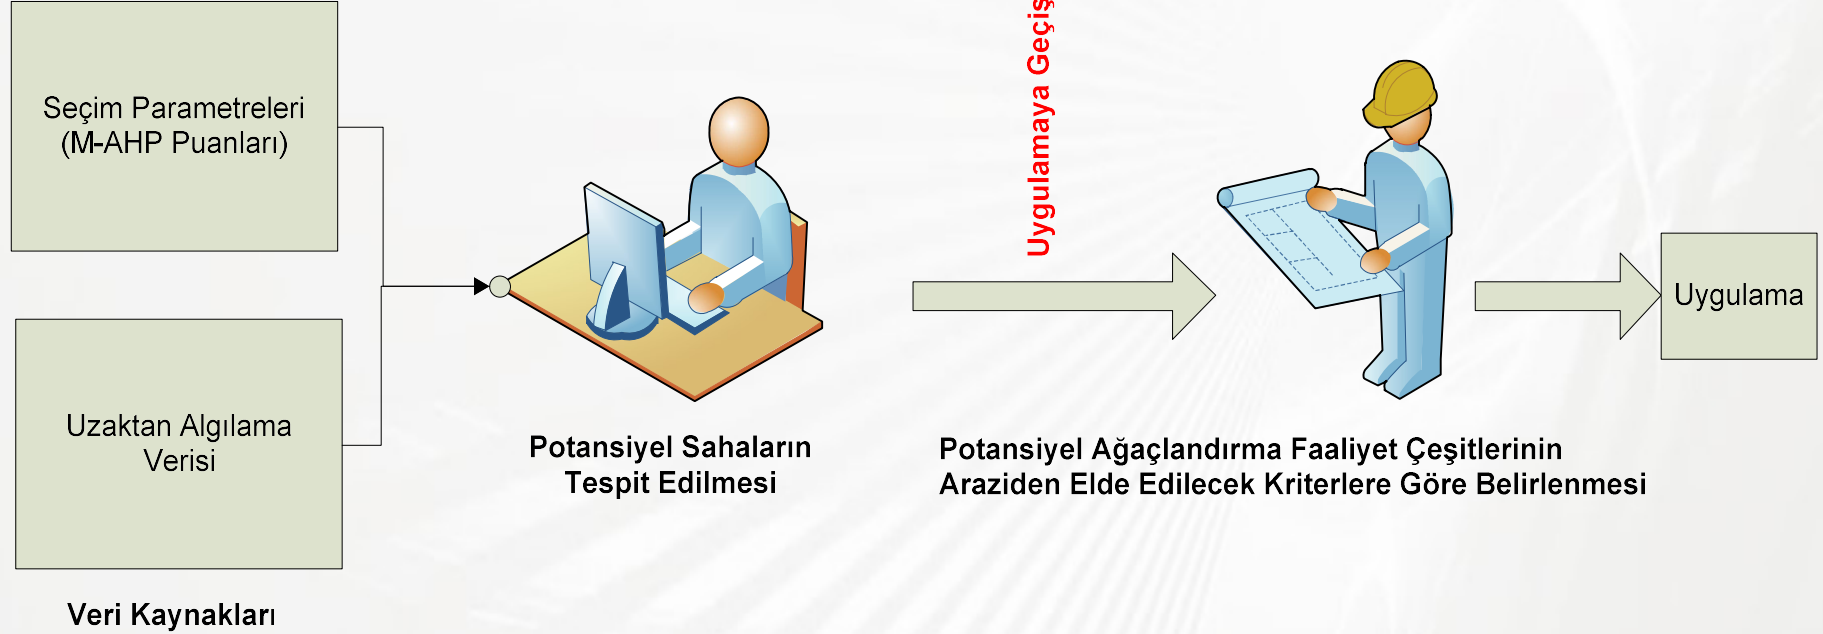 Seçim Parametreleri
(M-AHP Puanları)
Uzaktan Algılama
Verisi
Veri Kaynakları
Potansiyel Sahaların
Tespit Edilmesi
Uygulamaya Geçiş
Potansiyel Ağaçlandırma Faaliyet Çeşitlerinin
Araziden Elde Edilecek Kriterlere Göre Belirlenmesi
Uygulama